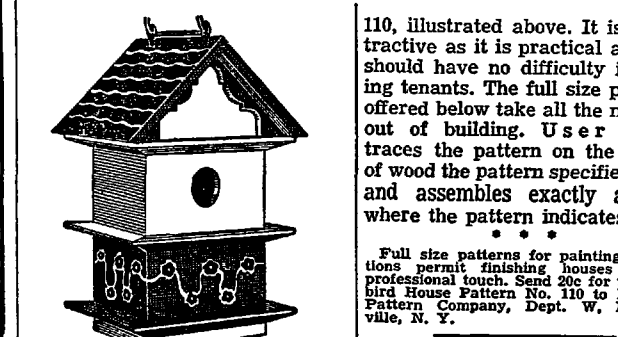 110, illustrated above. It is
tractive as it is practical a
should have no difficulty i
ing tenants. The full size p
offered below take all the
out of building. User
traces the pattern on the
of wood the pattern specifie
and assembles exactly a
where the pattern indicates
* * *
Full size patterns for painting
tions permit finishing houses
professional touch. Send 20c for
bird House Pattern No. 110 to
Pattern Company, Dept. W,
ville, N. Y.